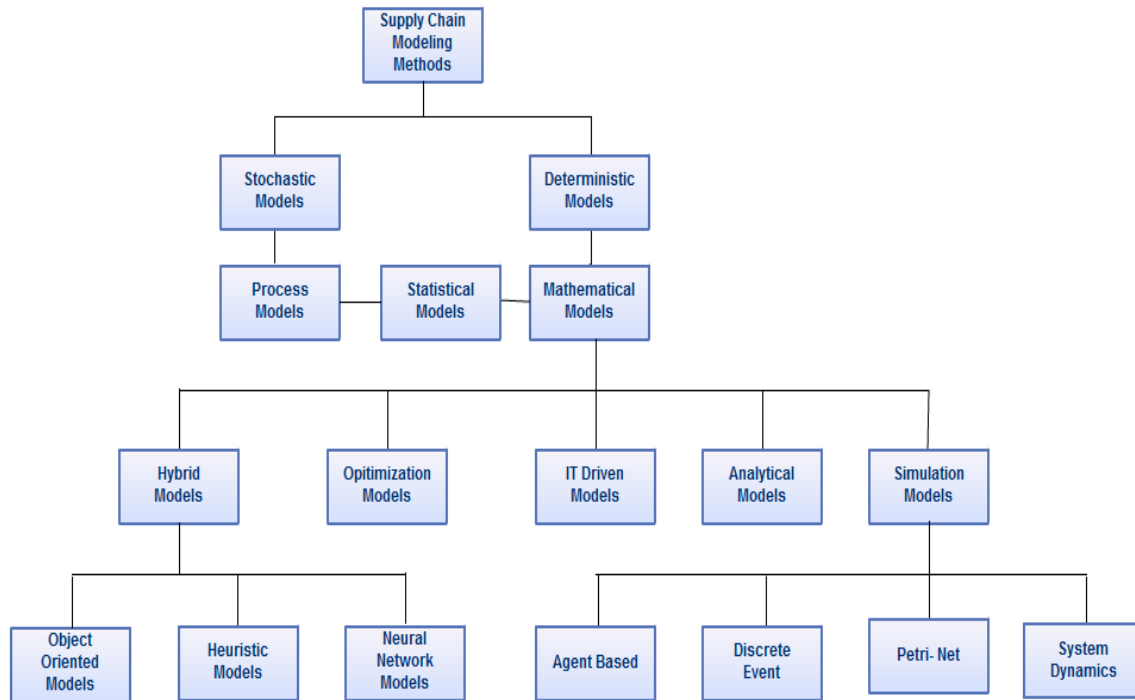 Supply Chain
Modeling
Methods
Stochastic
Models
Deterministic
Models
Process
Models
Statistical
Models
Mathematical
Models
Hybrid
Models
Opitimization
Models
IT Driven
Models
Analytical
Models
Simulation
Models
Object
Oriented
Models
Heuristic
Models
Neural
Network
Models
Agent Based
Discrete
Event
Petri- Net
System
Dynamics